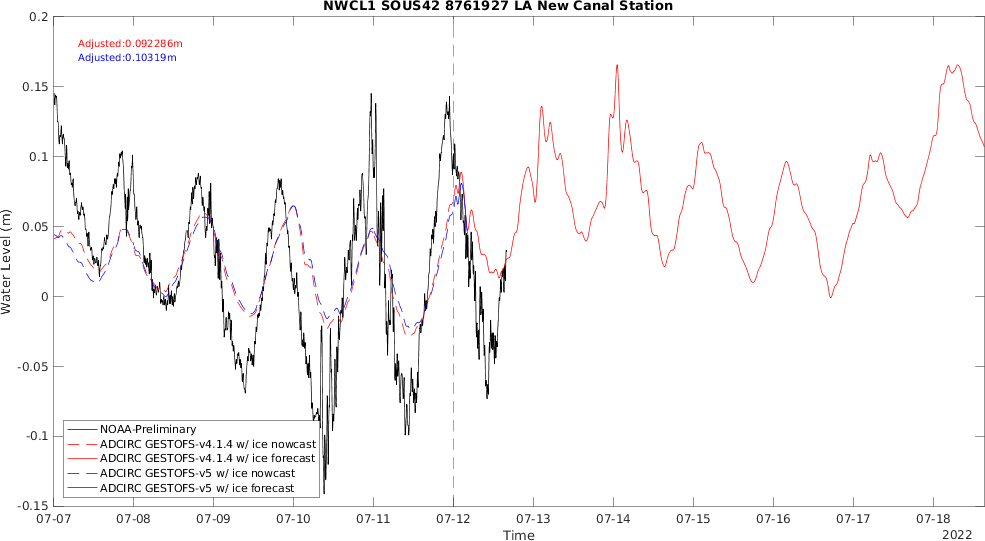 NWCL1 SOUS42 8761927 LA New Canal Station
Adjusted:0.092286m
Adjusted:0.10319m
0.2
0.15
0.1
0.05
0
-0.05
-0.1
-0.15
Water Level (m)
NOAA-Preliminary
ADCIRC GESTOFS-v4.1.4 w/ ice nowcast
ADCIRC GESTOFS-v4.1.4 w/ ice forecast
ADCIRC GESTOFS-v5 w/ ice nowcast
ADCIRC GESTOFS-v5 w/ ice forecast
07-07 07-08 07-09 07-10 07-11 07-12 07-13 07-14 07-15 07-16 07-17 07-18
Time
2022